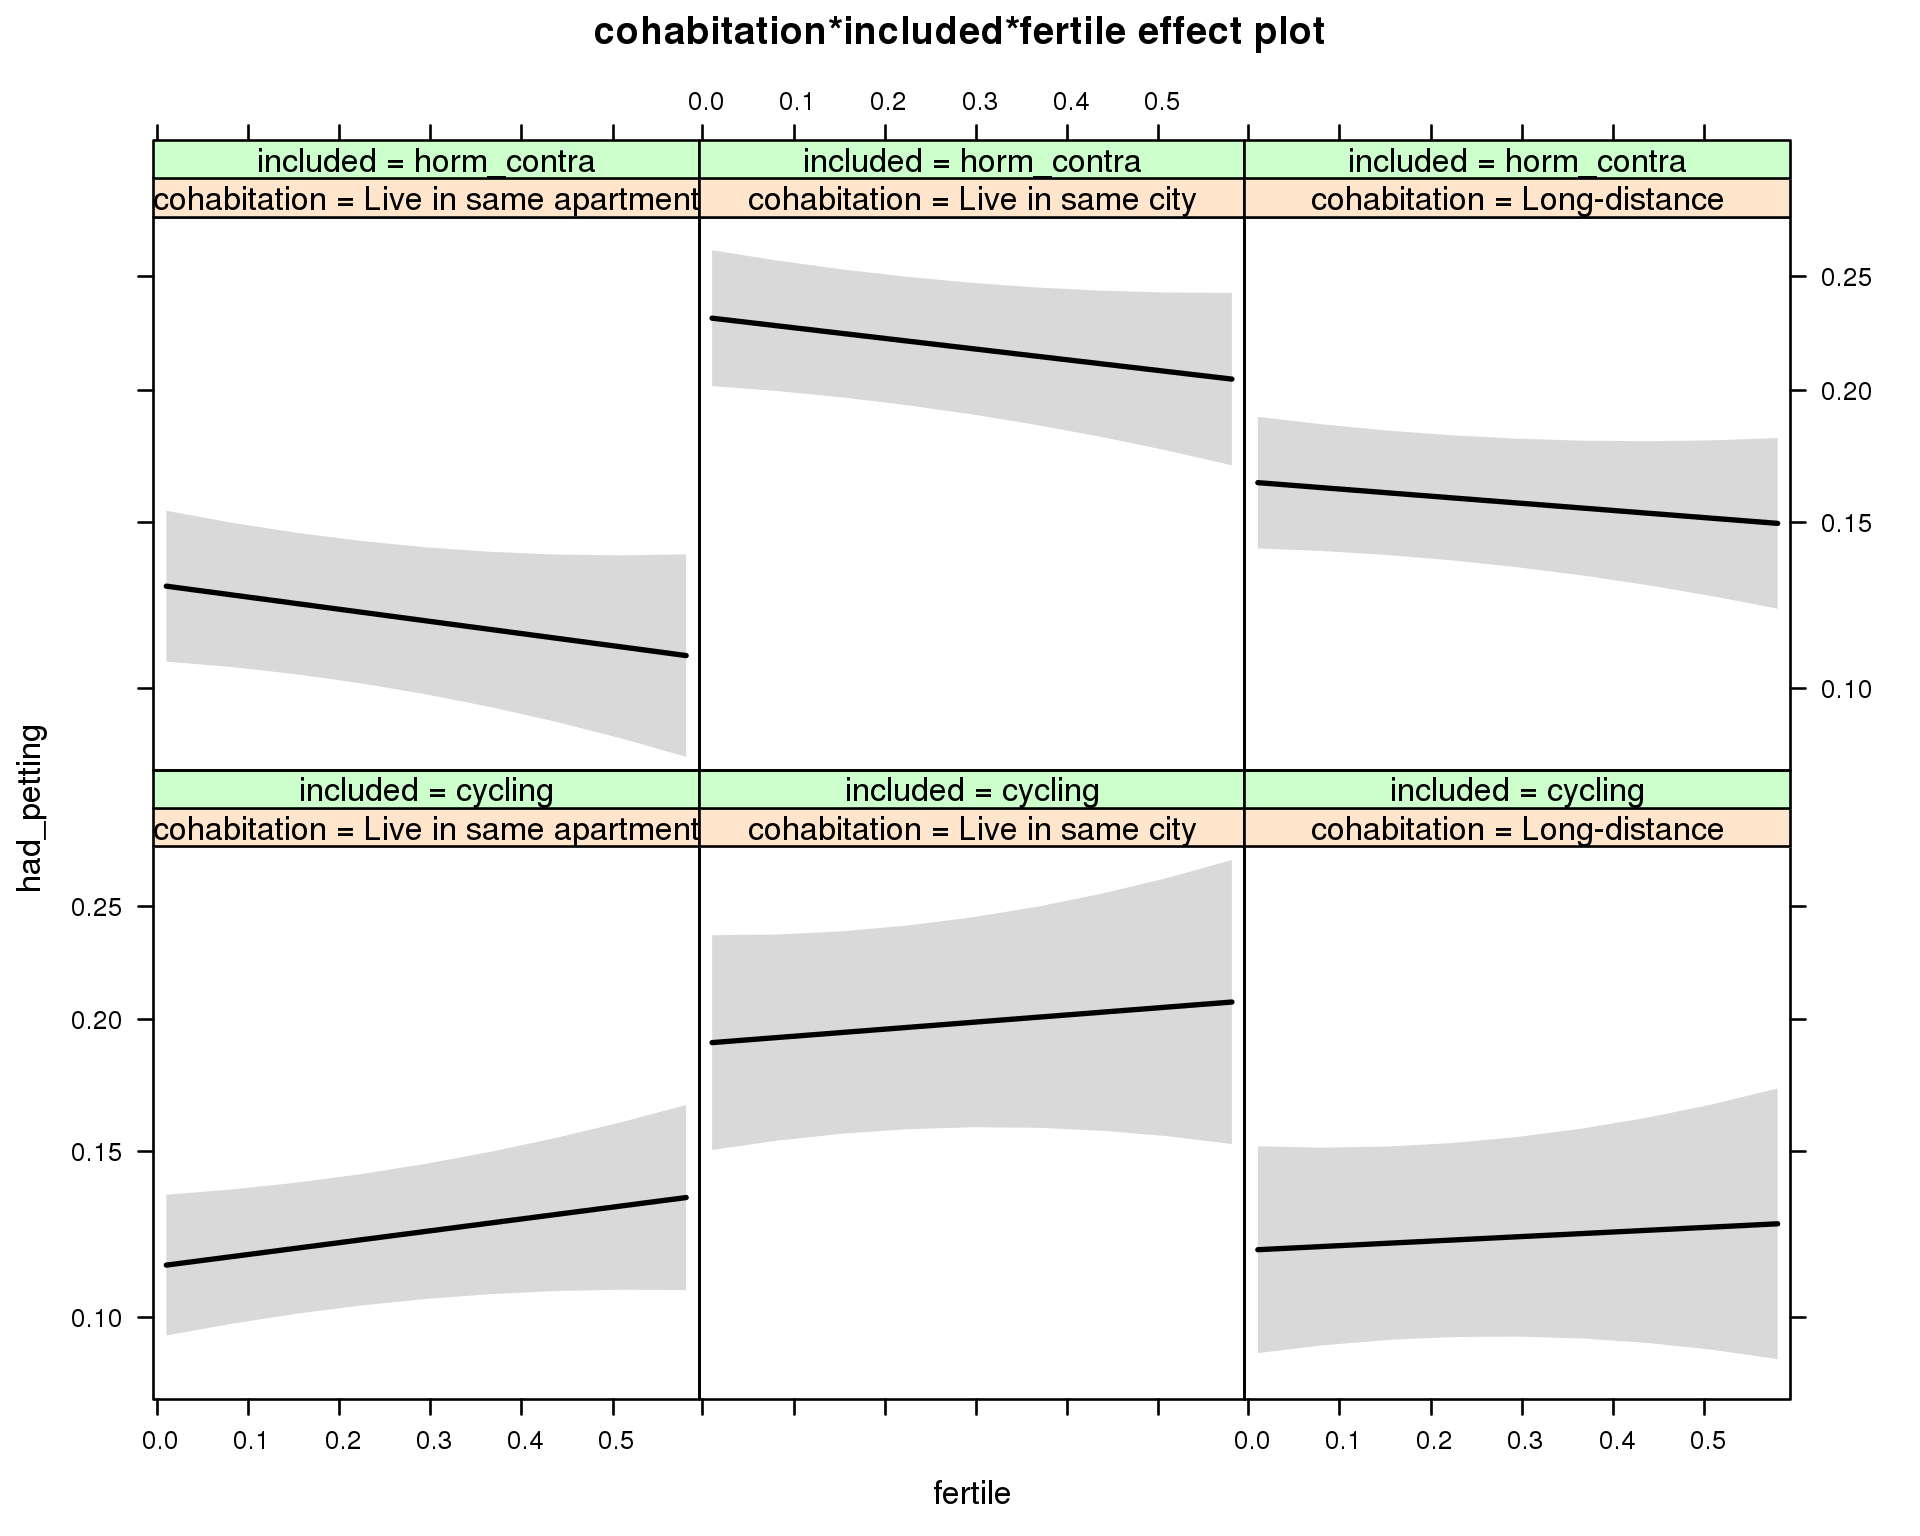 cohabitation*included*fertile effect plot
0.0 0.1 0.2 0.3 0.4 0.5
included = horm_contra included = horm_contra included = horm_contra
cohabitation = Live in same apartment cohabitation = Live in same city cohabitation = Long-distance
0.25
0.20
0.15
0.10
had_petting
included = cycling included = cycling included = cycling
cohabitation = Live in same apartment cohabitation = Live in same city cohabitation = Long-distance
0.25
0.20
0.15
0.10
0.0 0.1 0.2 0.3 0.4 0.5 0.0 0.1 0.2 0.3 0.4 0.5
fertile